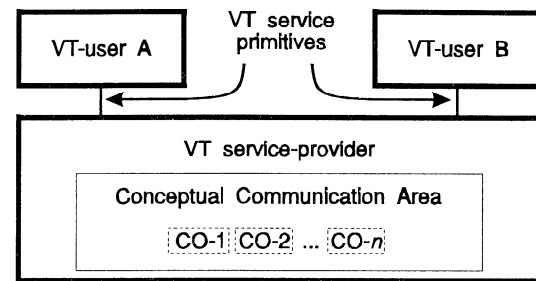 VT service
primitives
VT-user A
VT-user B
VT service-provider
Conceptual Communication Area
CO-1 CO-2 ... CO-n